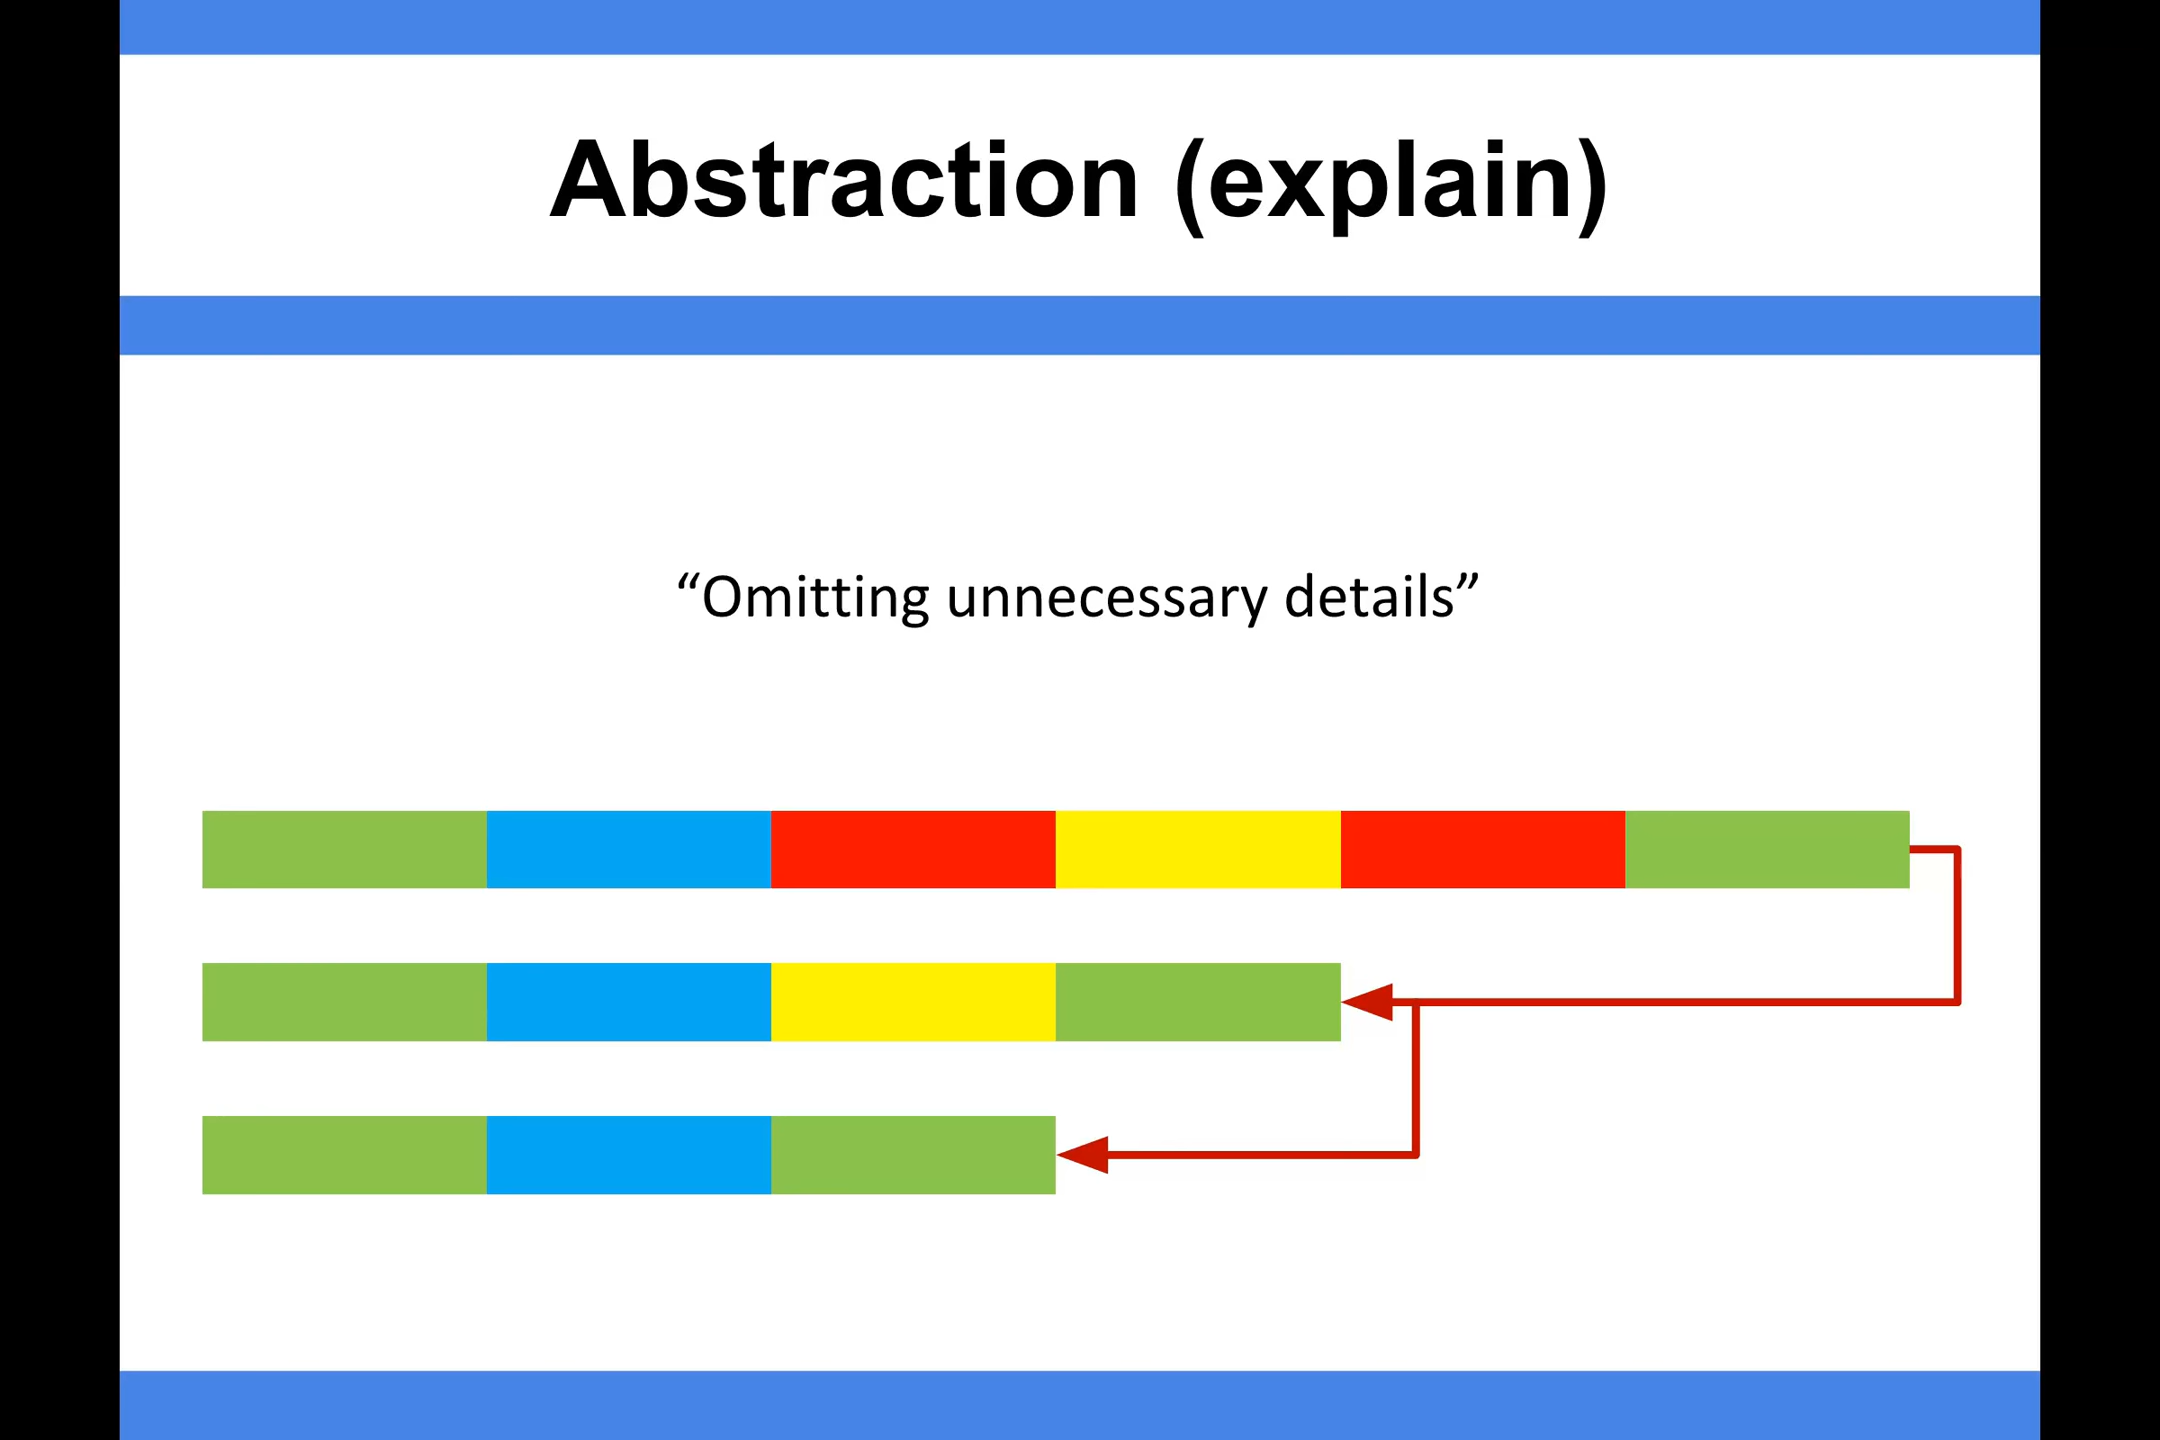 Abstraction (explain)
“Omitting unnecessary details”